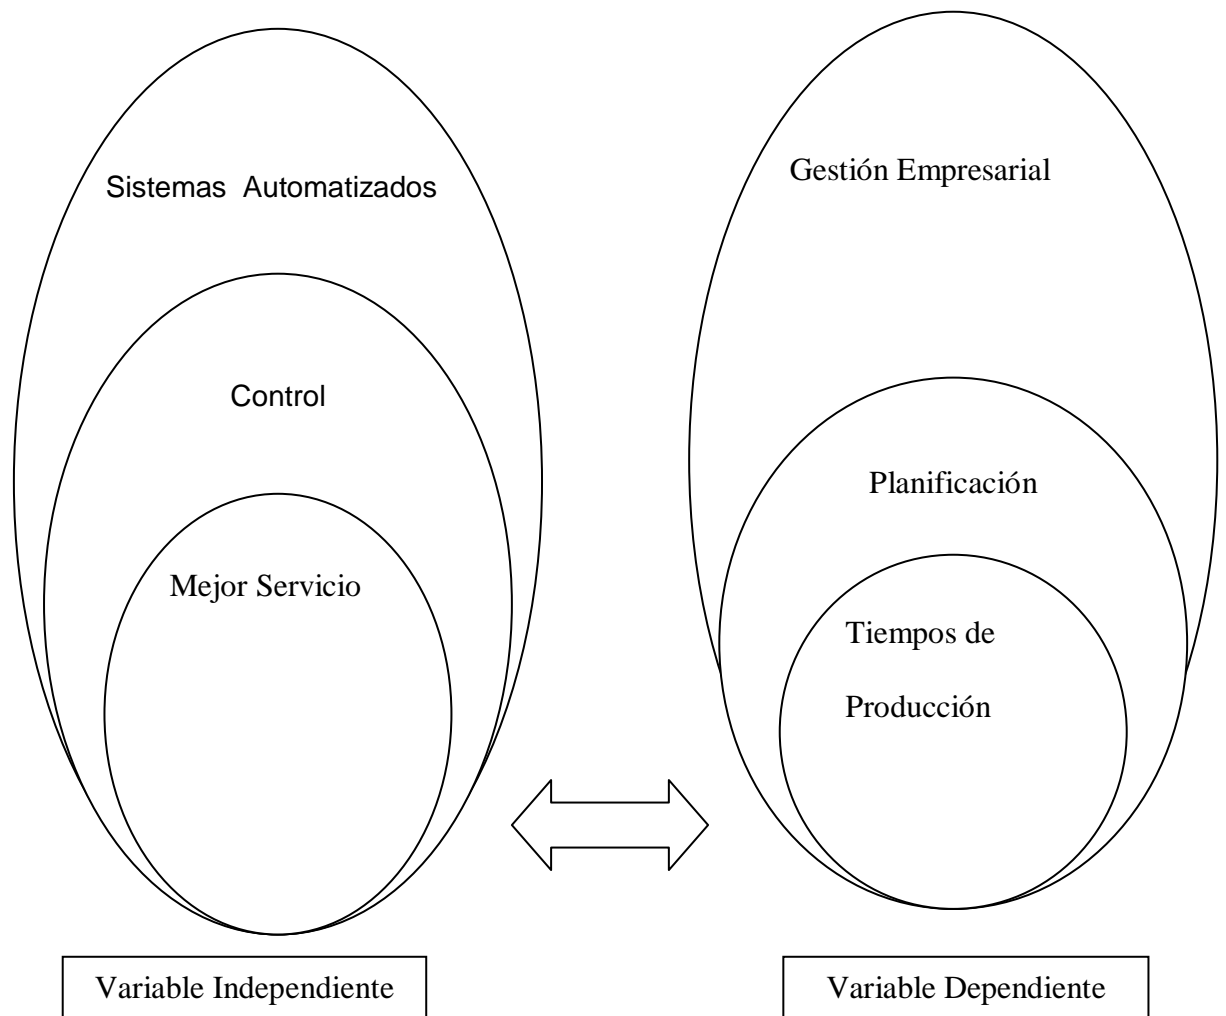 Sistemas Automatizados
Control
Mejor Servicio
Variable Independiente
Gestión Empresarial
Planificación
Tiempos de
Producción
Variable Dependiente